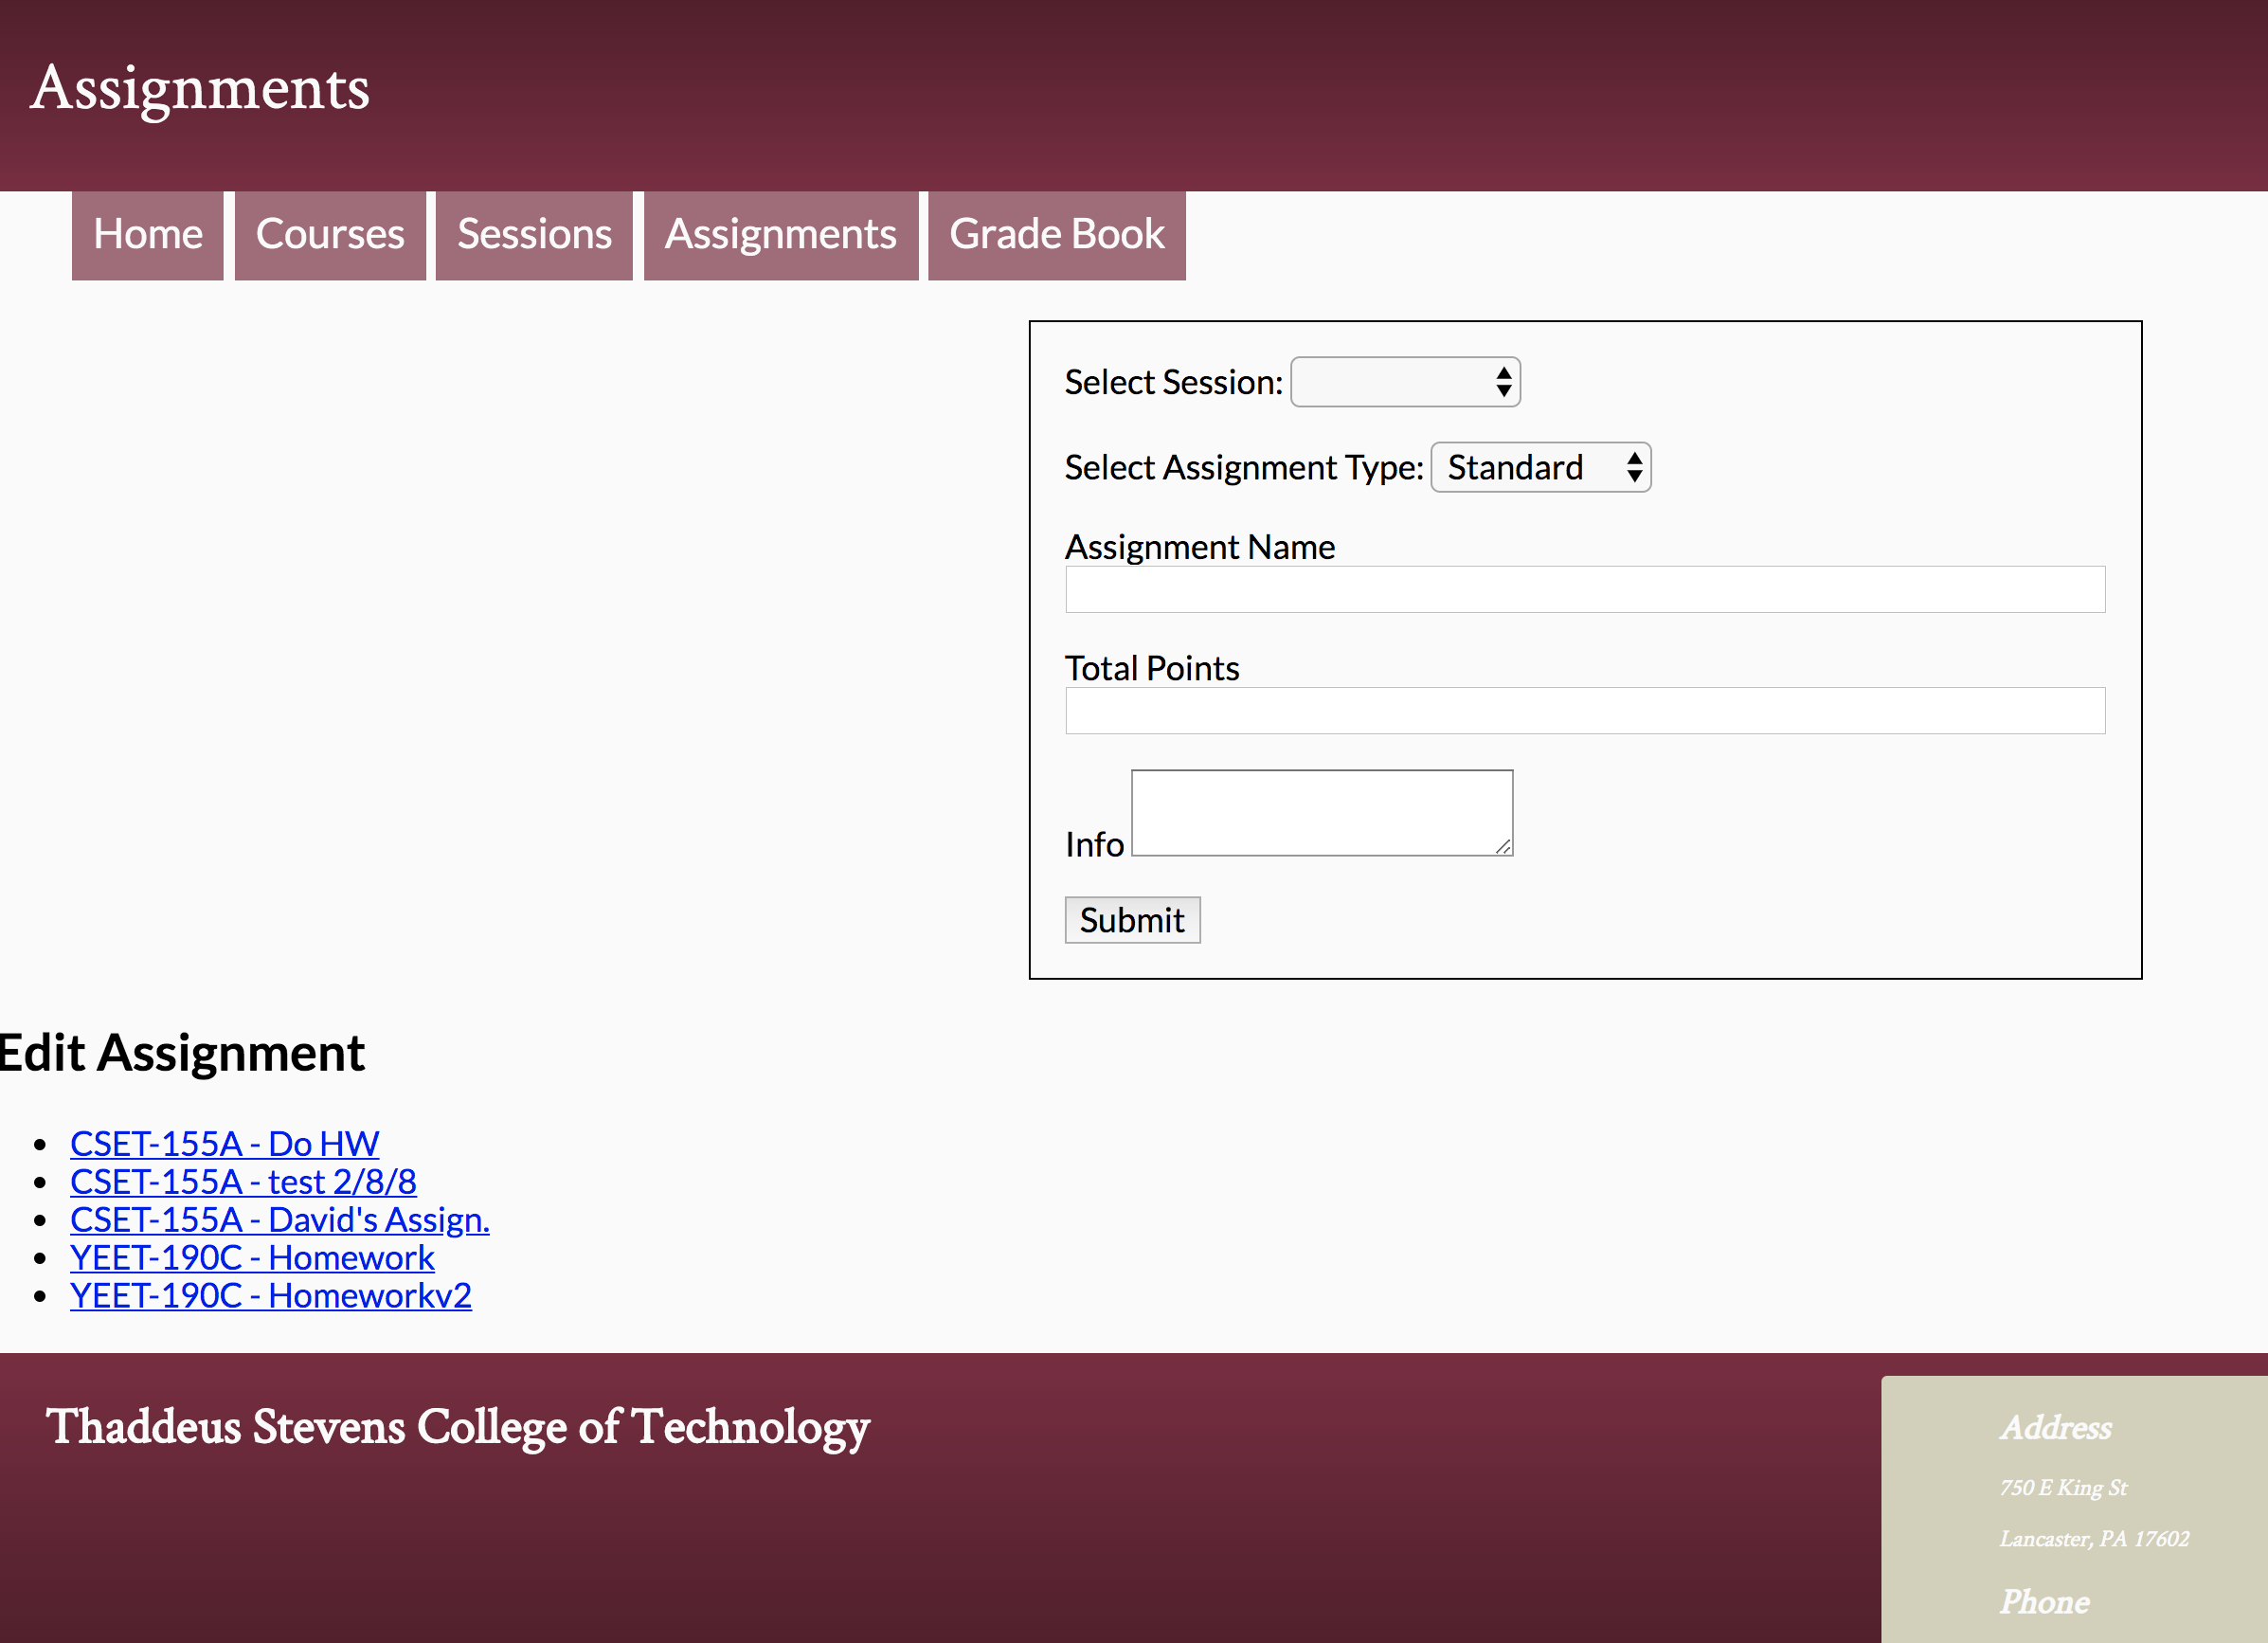 Assignments
Home Courses Sessions Assignments Grade Book
Select Session:
Select Assignment Type: Standard
Assignment Name
Total Points
Info
Submit
Edit Assignment
CSET-155A - Do HW
CSET-155A - test 2/8/8
CSET-155A - David's Assign.
YEET-190C - Homework
YEET-190C - Homeworkv2
Thaddeus Stevens College of Technology
Address
750 E King St
Lancaster, PA 17602
Phone